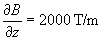 ∂B/∂z = 2000 T/m